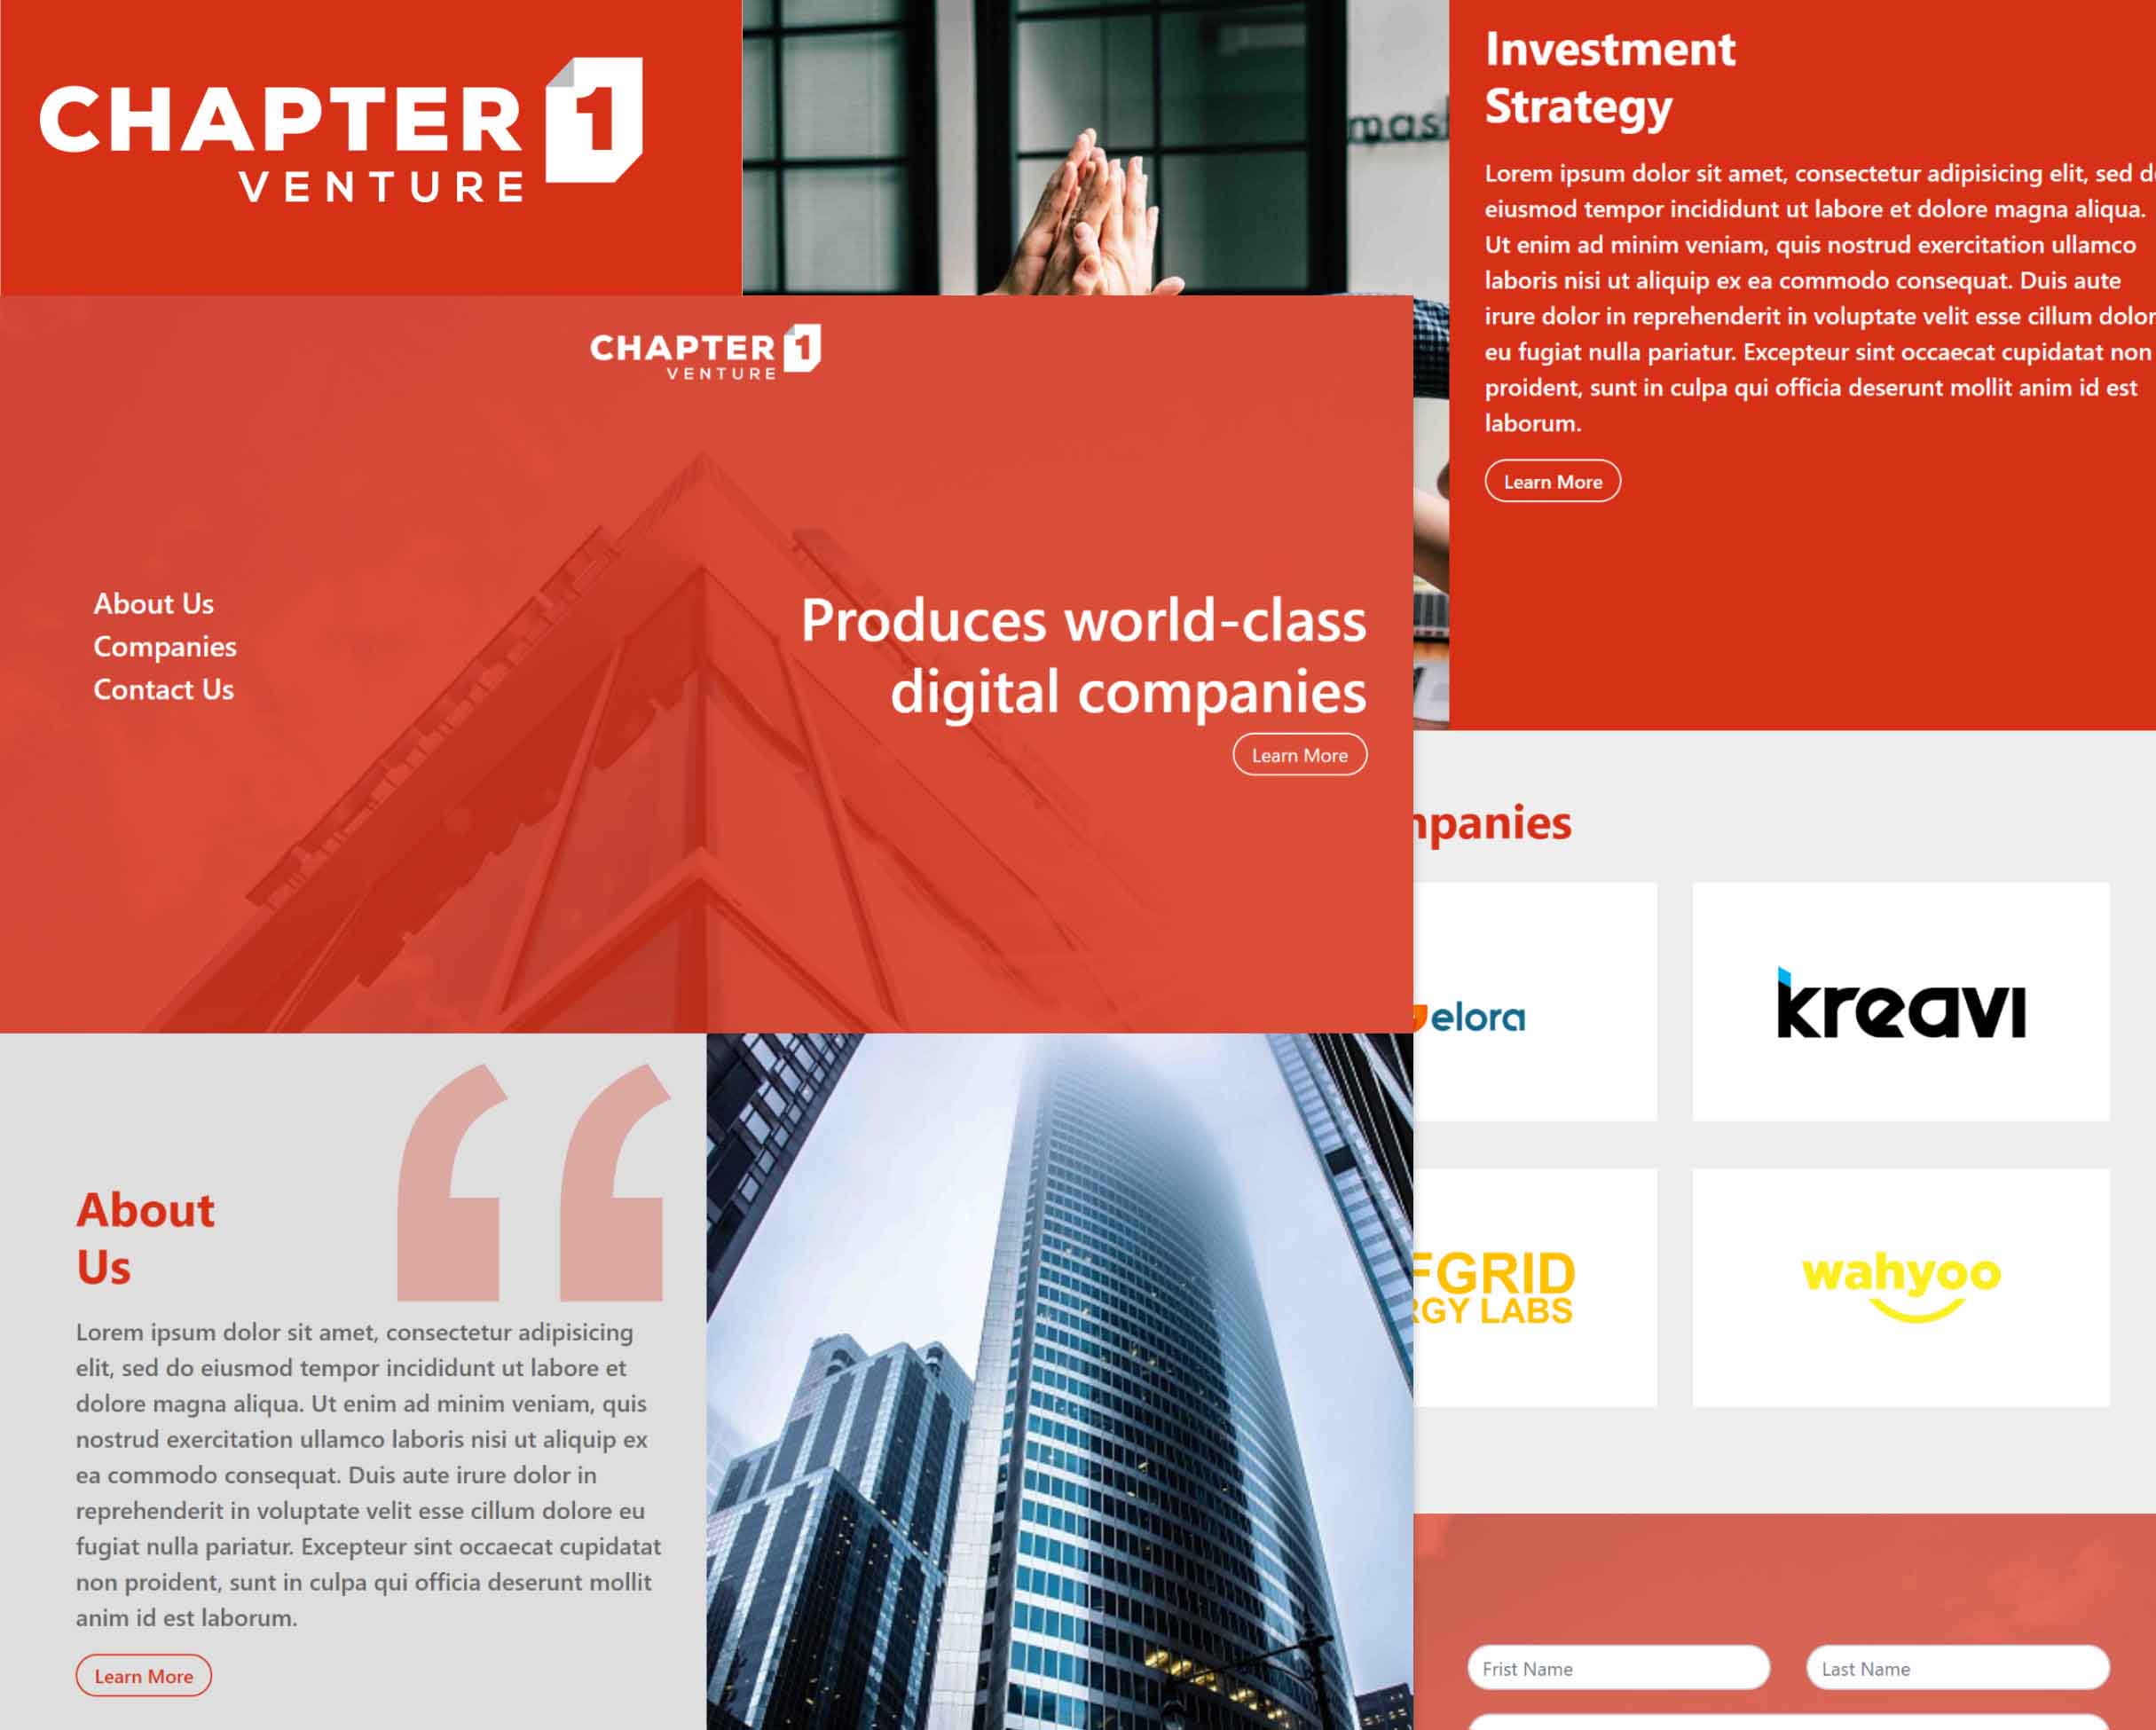 CHAPTER 1
VENTURE
mas
Investment
Strategy
Lorem ipsum dolor sit amet, consectetur adipisicing elit, sed d
eiusmod tempor incididunt ut labore et dolore magna aliqua.
Ut enim ad minim veniam, quis nostrud exercitation ullamco
laboris nisi ut aliquip ex ea commodo consequat. Duis aute
irure dolor in reprehenderit in voluptate velit esse cillum dolor
eu fugiat nulla pariatur. Excepteur sint occaecat cupidatat non
proident, sunt in culpa qui officia deserunt mollit anim id est
laborum.
Learn More
CHAPTER 1
VENTURE
About Us
Companies
Contact Us
Produces world-class
digital companies
Learn More
npanies
elora
kreavi
FGRID
RGY LABS
wahyoo
About
Us
Lorem ipsum dolor sit amet, consectetur adipisicing
elit, sed do eiusmod tempor incididunt ut labore et
dolore magna aliqua. Ut enim ad minim veniam, quis
nostrud exercitation ullamco laboris nisi ut aliquip ex
ea commodo consequat. Duis aute irure dolor in
reprehenderit in voluptate velit esse cillum dolore eu
fugiat nulla pariatur. Excepteur sint occaecat cupidatat
non proident, sunt in culpa qui officia deserunt mollit
anim id est laborum.
Learn More
Frist Name
Last Name